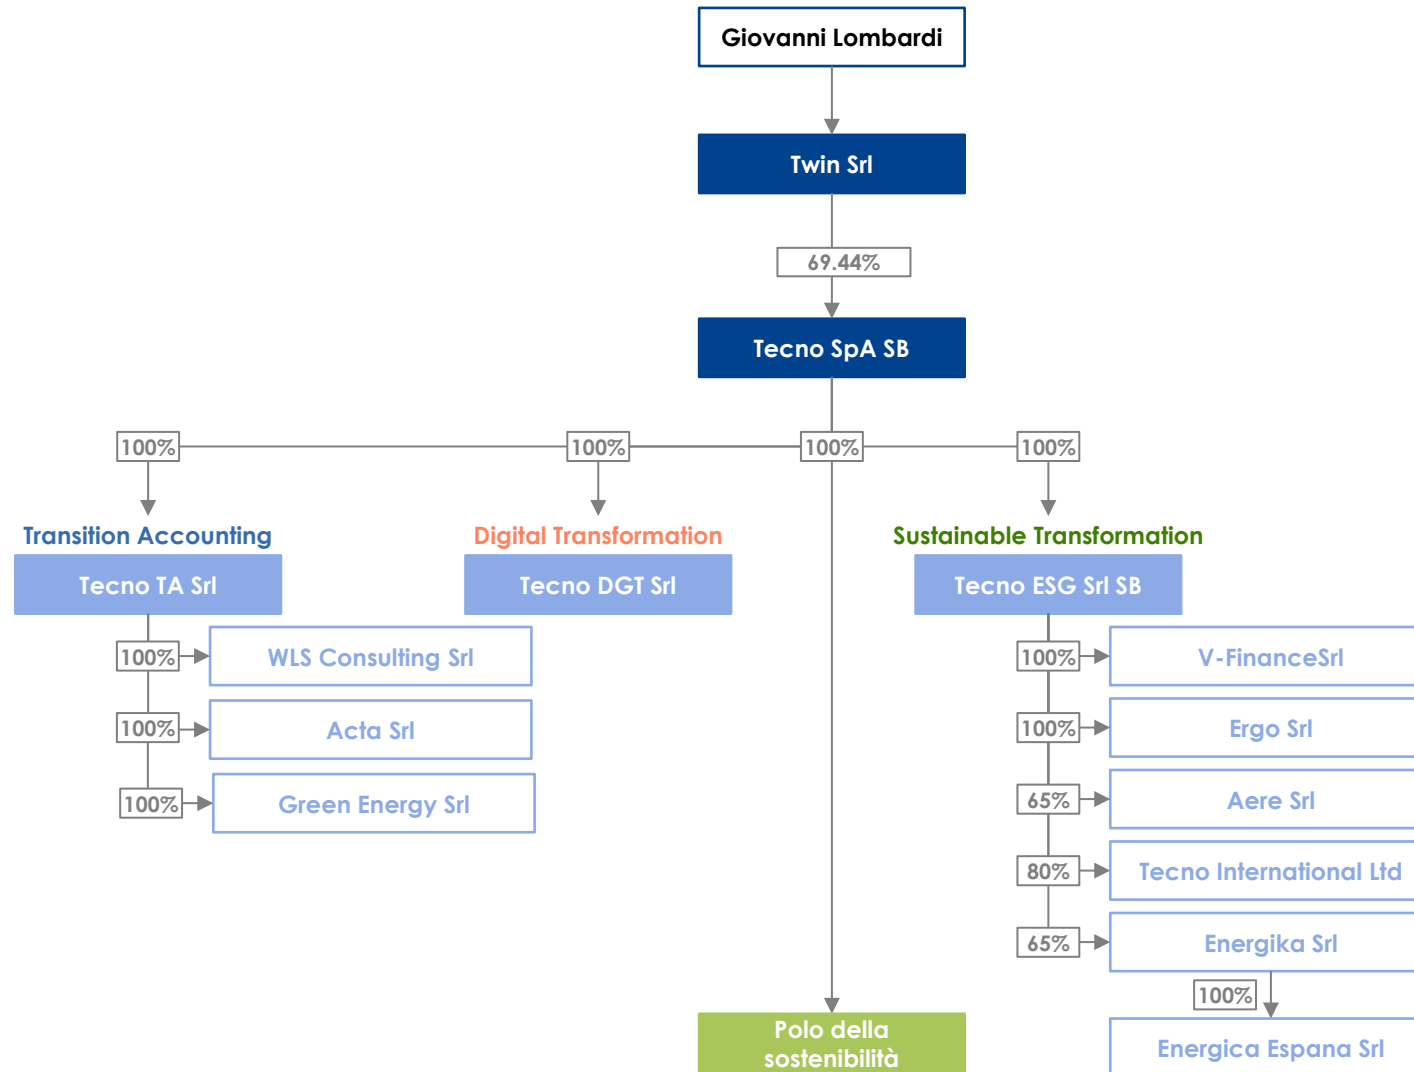 Giovanni Lombardi
Twin Srl
69.44%
Tecno SpA SB
100%
100%
100%
100%
Transition Accounting
Digital Transformation
Sustainable Transformation
Tecno TA Srl
Tecno DGT Srl
Tecno ESG Srl SB
100%
WLS Consulting Srl
100%
Acta Srl
100%
Green Energy Srl
100%
V-FinanceSrl
100%
Ergo Srl
65%
Aere Srl
80%
Tecno International Ltd
65%
Energika Srl
100%
Energica Espana Srl
Polo della
sostenibilità